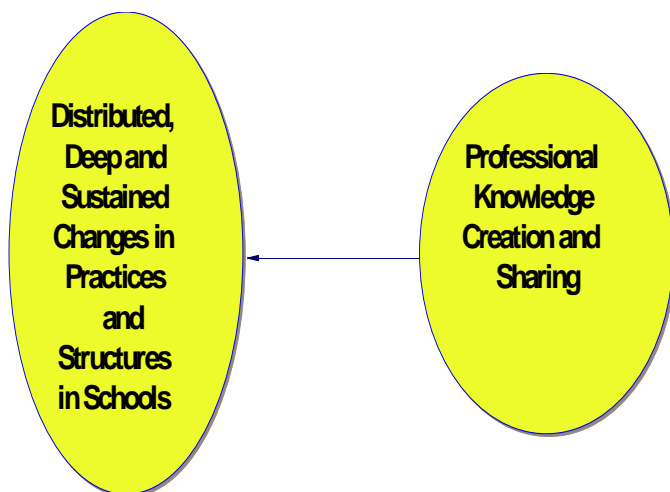 Distributed,
Deep and
Sustained
Changes in
Practices
and
Structures
in Schools
Professional
Knowledge
Creation and
Sharing